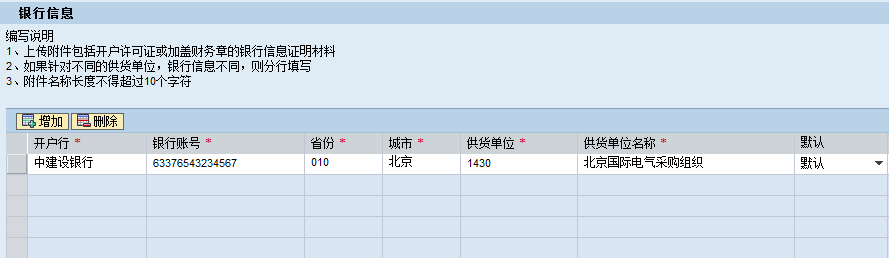 银行信息
编写说明
1、上传附件包括开户许可证或加盖财务章的银行信息证明材料
2、如果针对不同的供货单位，银行信息不同，则分行填写
3、附件名称长度不得超过10个字符
增加 删除
开户行 * 银行账号 * 省份 * 城市 * 供货单位 * 供货单位名称 * 默认
中建设银行 63376543234567 010 北京 1430 北京国际电气采购组织 默认